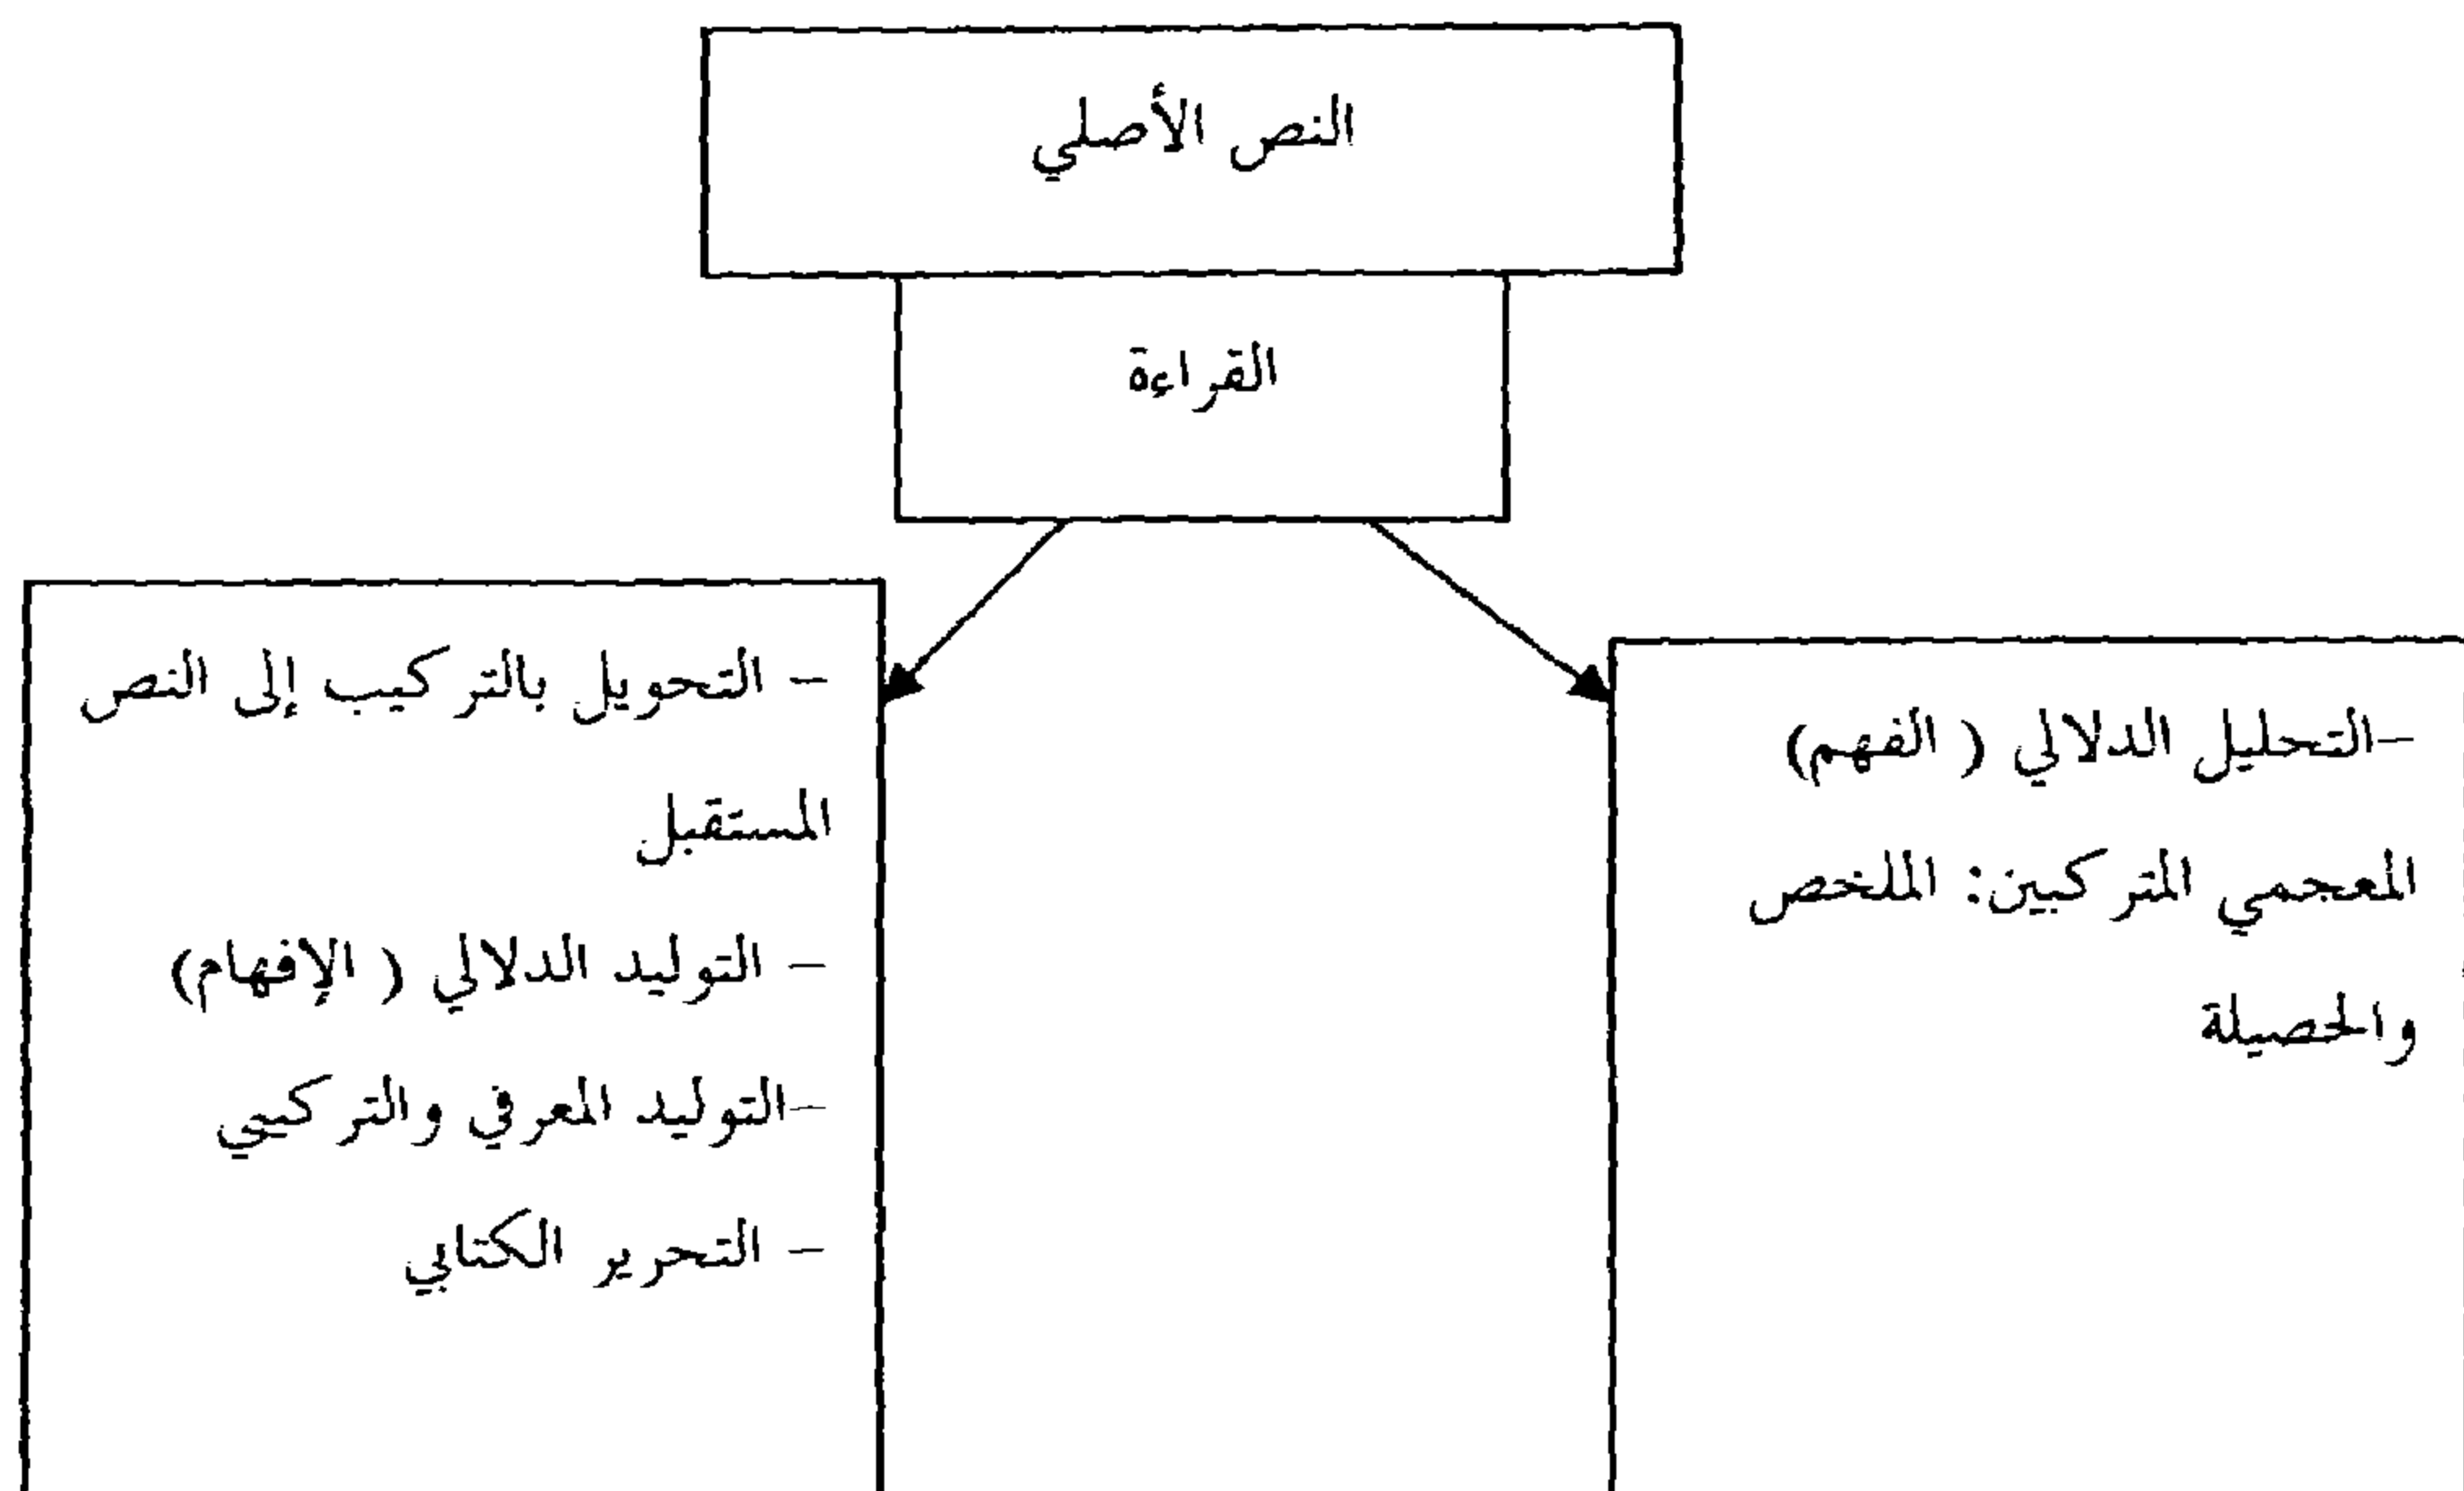 النص الأصلي
القراءة
–التحليل الدلالي ( الفهم)
المعجمي المتركبين: الملخص
والحصيلة
– التحويل بالتركيب إلى النص
المستقبل
– التوليد الدلالي ( الإفهام)
–التوليد المعرفي والتركيبي
– التحرير الكتابي